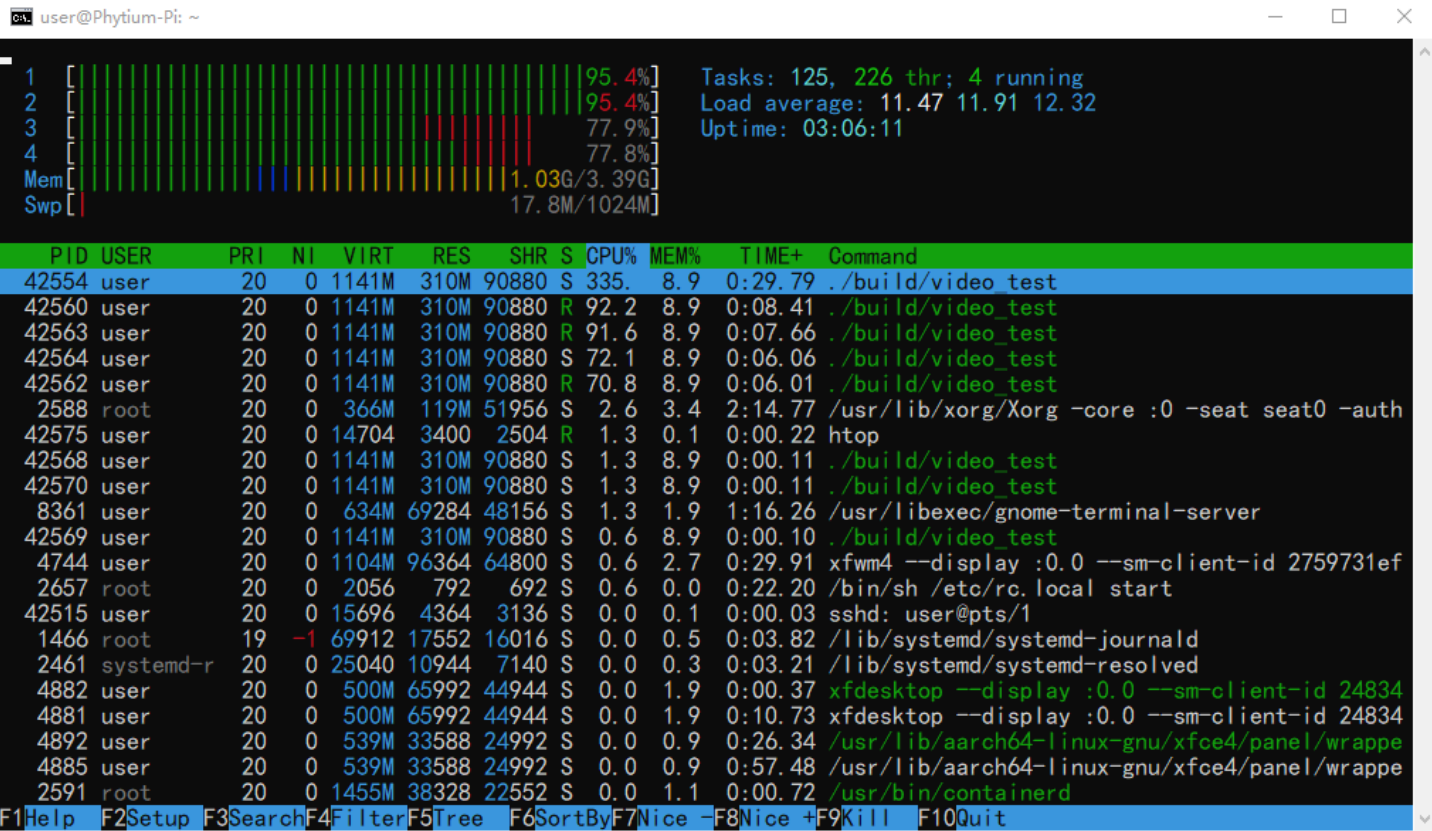 user@Phytium-Pi: ~
1 [95.4%] Tasks: 125, 226 thr; 4 running
2 [95.4%] Load average: 11.47 11.91 12.32
3 [77.9%] Uptime: 03:06:11
4 [77.8%]
Mem[1.03G/3.39G]
Swp[17.8M/1024M]
PID USER PRI NI VIRT RES SHR S CPU% MEM% TIME+ Command
42554 user 20 0 1141M 310M 90880 S 335. 8.9 0:29.79 ./build/video_test
42560 user 20 0 1141M 310M 90880 R 92.2 8.9 0:08.41 ./build/video_test
42563 user 20 0 1141M 310M 90880 R 91.6 8.9 0:07.66 ./build/video_test
42564 user 20 0 1141M 310M 90880 S 72.1 8.9 0:06.06 ./build/video_test
42562 user 20 0 1141M 310M 90880 R 70.8 8.9 0:06.01 ./build/video_test
2588 root 20 0 366M 119M 51956 S 2.6 3.4 2:14.77 /usr/lib/xorg/Xorg -core :0 -seat seat0 -auth
42575 user 20 0 14704 3400 2504 R 1.3 0.1 0:00.22 htop
42568 user 20 0 1141M 310M 90880 S 1.3 8.9 0:00.11 ./build/video_test
42570 user 20 0 1141M 310M 90880 S 1.3 8.9 0:00.11 ./build/video_test
8361 user 20 0 634M 69284 48156 S 1.3 1.9 1:16.26 /usr/libexec/gnome-terminal-server
42569 user 20 0 1141M 310M 90880 S 0.6 8.9 0:00.10 ./build/video_test
4744 user 20 0 1104M 96364 64800 S 0.6 2.7 0:29.91 xfwm4 --display :0.0 --sm-client-id 2759731ef
2657 root 20 0 2056 792 692 S 0.6 0.0 0:22.20 /bin/sh /etc/rc.local start
42515 user 20 0 15696 4364 3136 S 0.0 0.1 0:00.03 sshd: user@pts/1
1466 root 19 -1 69912 17552 16016 S 0.0 0.5 0:03.82 /lib/systemd/systemd-journald
2461 systemd-r 20 0 25040 10944 7140 S 0.0 0.3 0:03.21 /lib/systemd/systemd-resolved
4882 user 20 0 500M 65992 44944 S 0.0 1.9 0:00.37 xfdesktop --display :0.0 --sm-client-id 24834
4881 user 20 0 500M 65992 44944 S 0.0 1.9 0:10.73 xfdesktop --display :0.0 --sm-client-id 24834
4892 user 20 0 539M 33588 24992 S 0.0 0.9 0:26.34 /usr/lib/aarch64-linux-gnu/xfce4/panel/wrappe
4885 user 20 0 539M 33588 24992 S 0.0 0.9 0:57.48 /usr/lib/aarch64-linux-gnu/xfce4/panel/wrappe
2591 root 20 0 1455M 38328 22552 S 0.0 1.1 0:00.72 /usr/bin/containerd
F1Help F2Setup F3SearchF4FilterF5Tree F6SortByF7Nice -F8Nice +F9Kill F10Quit